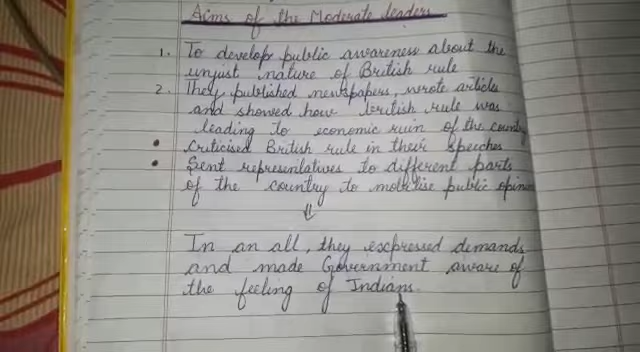 Aims of the Moderate leaders
1. To develop public awareness about the
unjust nature of British rule
2. They published newspapers, wrote articles
and showed how British rule was
leading to economic ruin of the country
• Criticised British rule in their speeches
• Sent representatives to different parts
of the country to mobilise public opinion
⇓
In an all, they expressed demands
and made Government aware of
the feeling of Indians.